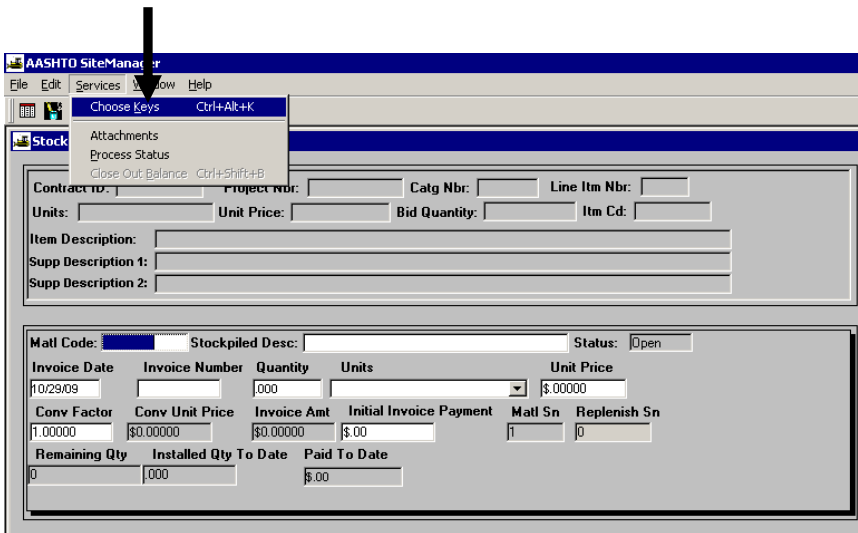 AASHTO SiteManager
File Edit Services Window Help
Choose Keys Ctrl+Alt+K
Attachments
Process Status
Close Out Balance Ctrl+Shift+B
Stock
Contract ID: Project Nbr: Catg Nbr: Line Itm Nbr:
Units: Unit Price: Bid Quantity: Itm Cd:
Item Description:
Supp Description 1:
Supp Description 2:
Matl Code: Stockpiled Desc: Status: Open
Invoice Date Invoice Number Quantity Units Unit Price
10/29/09 .000 $.00000
Conv Factor Conv Unit Price Invoice Amt Initial Invoice Payment Matl Sn Replenish Sn
1.00000 $0.00000 $0.00000 $.00 1 0
Remaining Qty Installed Qty To Date Paid To Date
0 .000 $.00